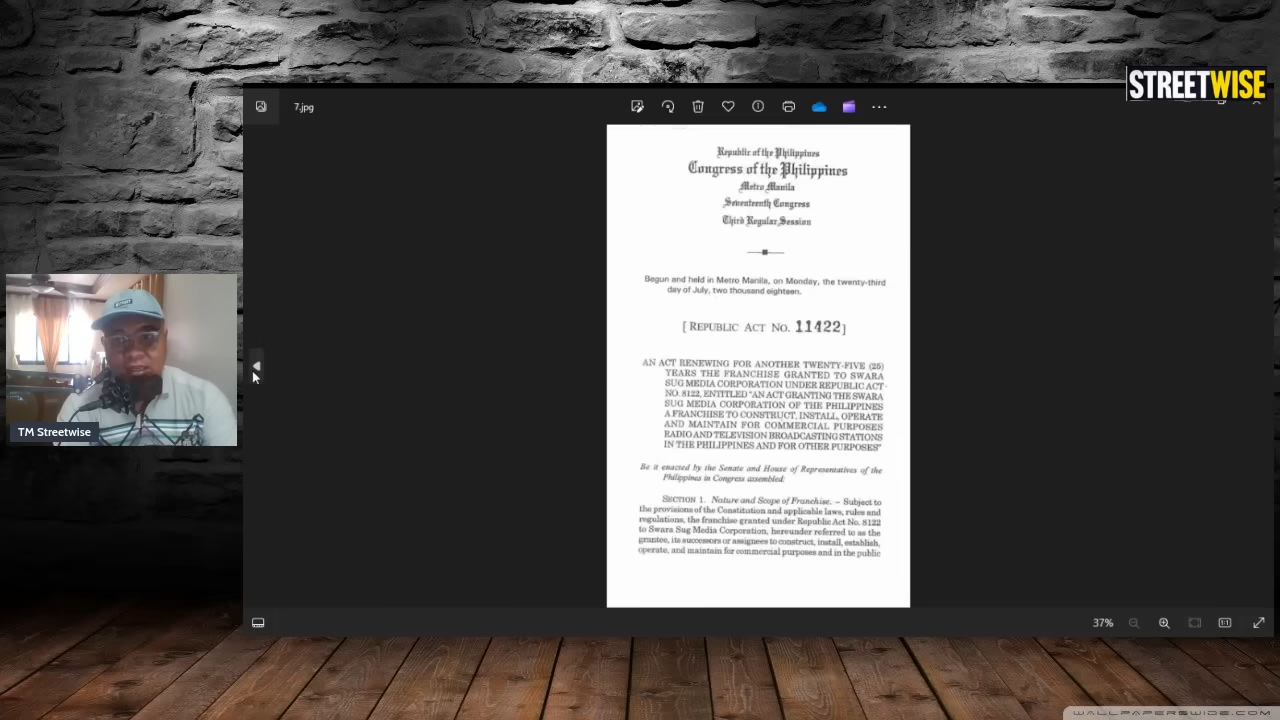 STREETWISE
7.jpg
Republic of the Philippines
Congress of the Philippines
Metro Manila
Seventeenth Congress
Third Regular Session
Begun and held in Metro Manila, on Monday, the twenty-third
day of July, two thousand eighteen.
[ REPUBLIC ACT NO. 11422 ]
AN ACT RENEWING FOR ANOTHER TWENTY-FIVE (25)
YEARS THE FRANCHISE GRANTED TO SWARA
SUG MEDIA CORPORATION UNDER REPUBLIC ACT
NO. 8122, ENTITLED "AN ACT GRANTING THE SWARA
SUG MEDIA CORPORATION OF THE PHILIPPINES
A FRANCHISE TO CONSTRUCT, INSTALL, OPERATE
AND MAINTAIN FOR COMMERCIAL PURPOSES
RADIO AND TELEVISION BROADCASTING STATIONS
IN THE PHILIPPINES AND FOR OTHER PURPOSES"
Be it enacted by the Senate and House of Representatives of the
Philippines in Congress assembled:
SECTION 1. Nature and Scope of Franchise. – Subject to
the provisions of the Constitution and applicable laws, rules and
regulations, the franchise granted under Republic Act No. 8122
to Swara Sug Media Corporation, hereunder referred to as the
grantee, its successors or assignees to construct, install, establish,
operate, and maintain for commercial purposes and in the public
TM Streetwise
37%
1:1
WALLPAPERSWIDE.COM